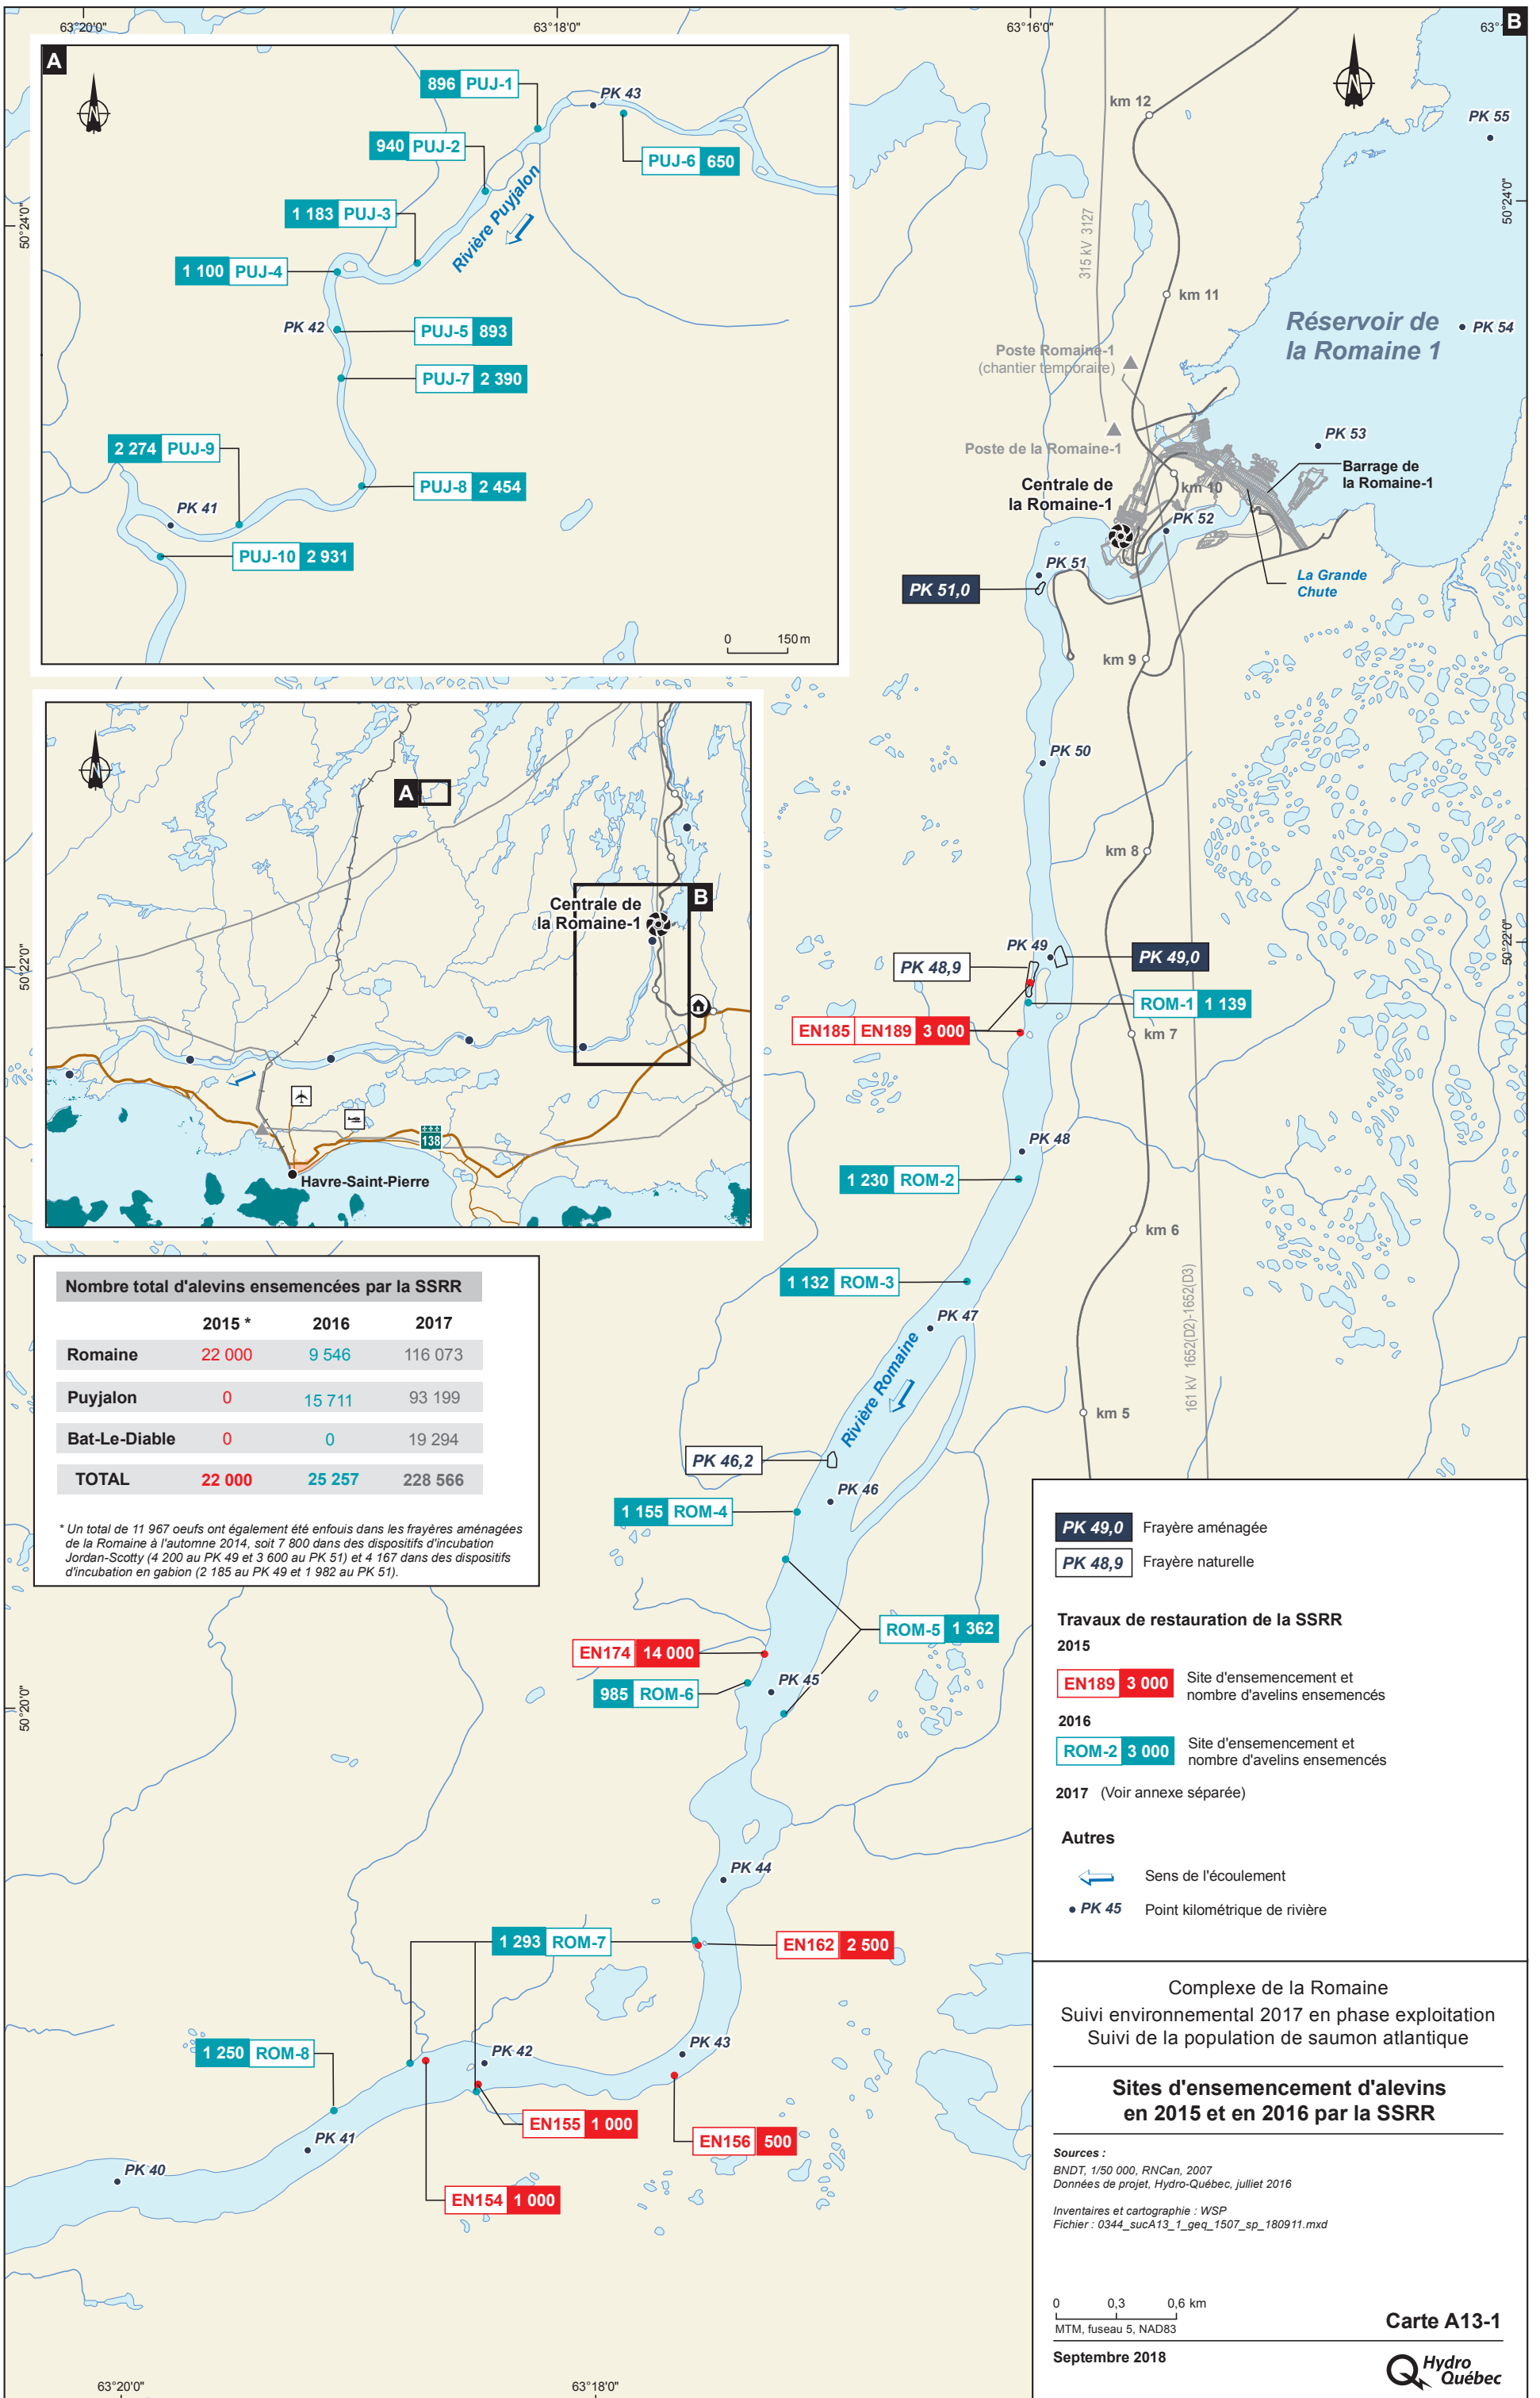 63°20'0"
63°18'0"
63°16'0"
63°
B
A
N
896 PUJ-1
PK 43
940 PUJ-2
PUJ-6 650
1 183 PUJ-3
Rivière Puyjalon
1 100 PUJ-4
PK 42
PUJ-5 893
PUJ-7 2 390
2 274 PUJ-9
PUJ-8 2 454
PK 41
PUJ-10 2 931
0 150 m
50°24'0"
N
km 12
PK 55
50°24'0"
315 kV 3127
km 11
Réservoir de
la Romaine 1
PK 54
Poste Romaine-1
(chantier temporaire)
PK 53
Poste de la Romaine-1
Barrage de
la Romaine-1
Centrale de
la Romaine-1
km 10
PK 52
PK 51
La Grande
Chute
PK 51,0
km 9
PK 50
km 8
N
A
B
Centrale de
la Romaine-1
138
Havre-Saint-Pierre
50°22'0"
50°22'0"
PK 49
PK 48,9
PK 49,0
ROM-1 1 139
EN185 EN189 3 000
km 7
PK 48
1 230 ROM-2
km 6
1 132 ROM-3
PK 47
Rivière Romaine
161 kV 1652(D2)-1652(D3)
km 5
PK 46,2
PK 46
1 155 ROM-4
ROM-5 1 362
EN174 14 000
985 ROM-6
PK 45
50°20'0"
PK 44
1 293 ROM-7
EN162 2 500
1 250 ROM-8
PK 42
PK 43
EN155 1 000
EN156 500
PK 41
PK 40
EN154 1 000
63°20'0"
63°18'0"
Nombre total d'alevins ensemencées par la SSRR
2015 * 2016 2017
Romaine 22 000 9 546 116 073
Puyjalon 0 15 711 93 199
Bat-Le-Diable 0 0 19 294
TOTAL 22 000 25 257 228 566
* Un total de 11 967 oeufs ont également été enfouis dans les frayères aménagées
de la Romaine à l'automne 2014, soit 7 800 dans des dispositifs d'incubation
Jordan-Scotty (4 200 au PK 49 et 3 600 au PK 51) et 4 167 dans des dispositifs
d'incubation en gabion (2 185 au PK 49 et 1 982 au PK 51).
PK 49,0 Frayère aménagée
PK 48,9 Frayère naturelle
Travaux de restauration de la SSRR
2015
EN189 3 000 Site d'ensemencement et
nombre d'avelins ensemencés
2016
ROM-2 3 000 Site d'ensemencement et
nombre d'avelins ensemencés
2017 (Voir annexe séparée)
Autres
Sens de l'écoulement
PK 45 Point kilométrique de rivière
Complexe de la Romaine
Suivi environnemental 2017 en phase exploitation
Suivi de la population de saumon atlantique
Sites d'ensemencement d'alevins
en 2015 et en 2016 par la SSRR
Sources :
BNDT, 1/50 000, RNCan, 2007
Données de projet, Hydro-Québec, julliet 2016
Inventaires et cartographie : WSP
Fichier : 0344_sucA13_1_geq_1507_sp_180911.mxd
0 0,3 0,6 km
MTM, fuseau 5, NAD83
Carte A13-1
Septembre 2018
Hydro
Québec